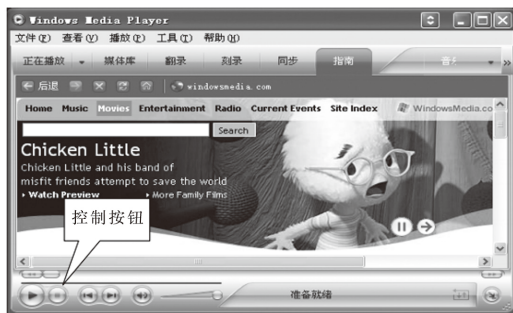 Windows Media Player
文件(F) 查看(V) 播放(P) 工具(T) 帮助(H)
正在播放 媒体库 翻录 刻录 同步 指南 音乐 »
后退 windowsmedia.com
Home Music Movies Entertainment Radio Current Events Site Index WindowsMedia.co
Search
Chicken Little
Chicken Little and his band of
misfit friends attempt to save the world
Watch Preview More Family Films
控制按钮
准备就绪